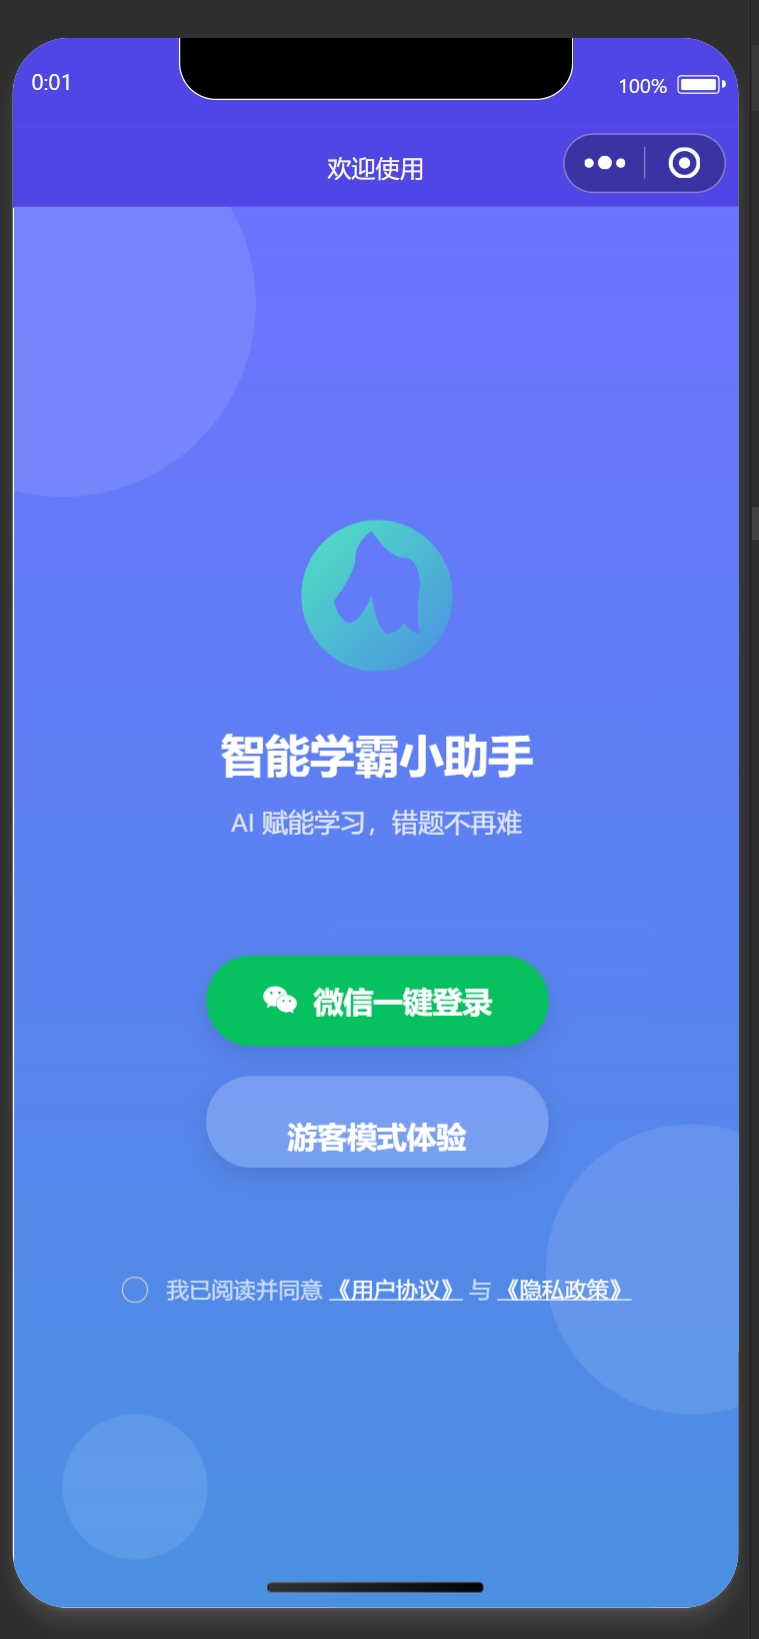 0:01
100%
欢迎使用
智能学霸小助手
AI 赋能学习，错题不再难
微信一键登录
游客模式体验
我已阅读并同意《用户协议》与《隐私政策》